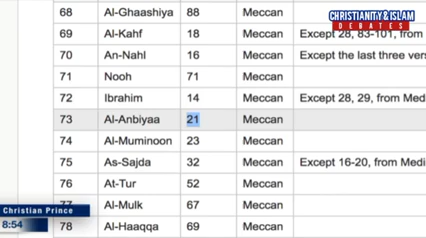 CHRISTIANITY & ISLAM
DEBATES
68 Al-Ghaashiya 88 Meccan
69 Al-Kahf 18 Meccan Except 28, 83-101, from
70 An-Nahl 16 Meccan Except the last three vers
71 Nooh 71 Meccan
72 Ibrahim 14 Meccan Except 28, 29, from Med
73 Al-Anbiyaa 21 Meccan
74 Al-Muminoon 23 Meccan
75 As-Sajda 32 Meccan Except 16-20, from Medi
76 At-Tur 52 Meccan
77 Al-Mulk 67 Meccan
78 Al-Haaqqa 69 Meccan
Christian Prince
8:54